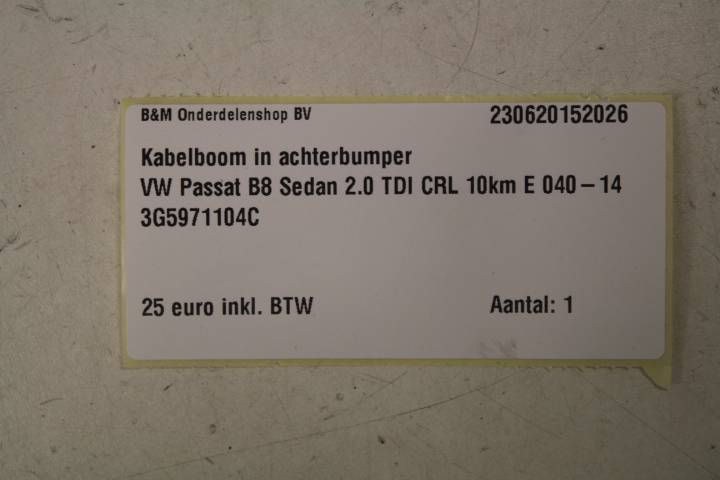 B&M Onderdelenshop BV 230620152026
Kabelboom in achterbumper
VW Passat B8 Sedan 2.0 TDI CRL 10km E 040 – 14
3G5971104C
25 euro inkl. BTW Aantal: 1